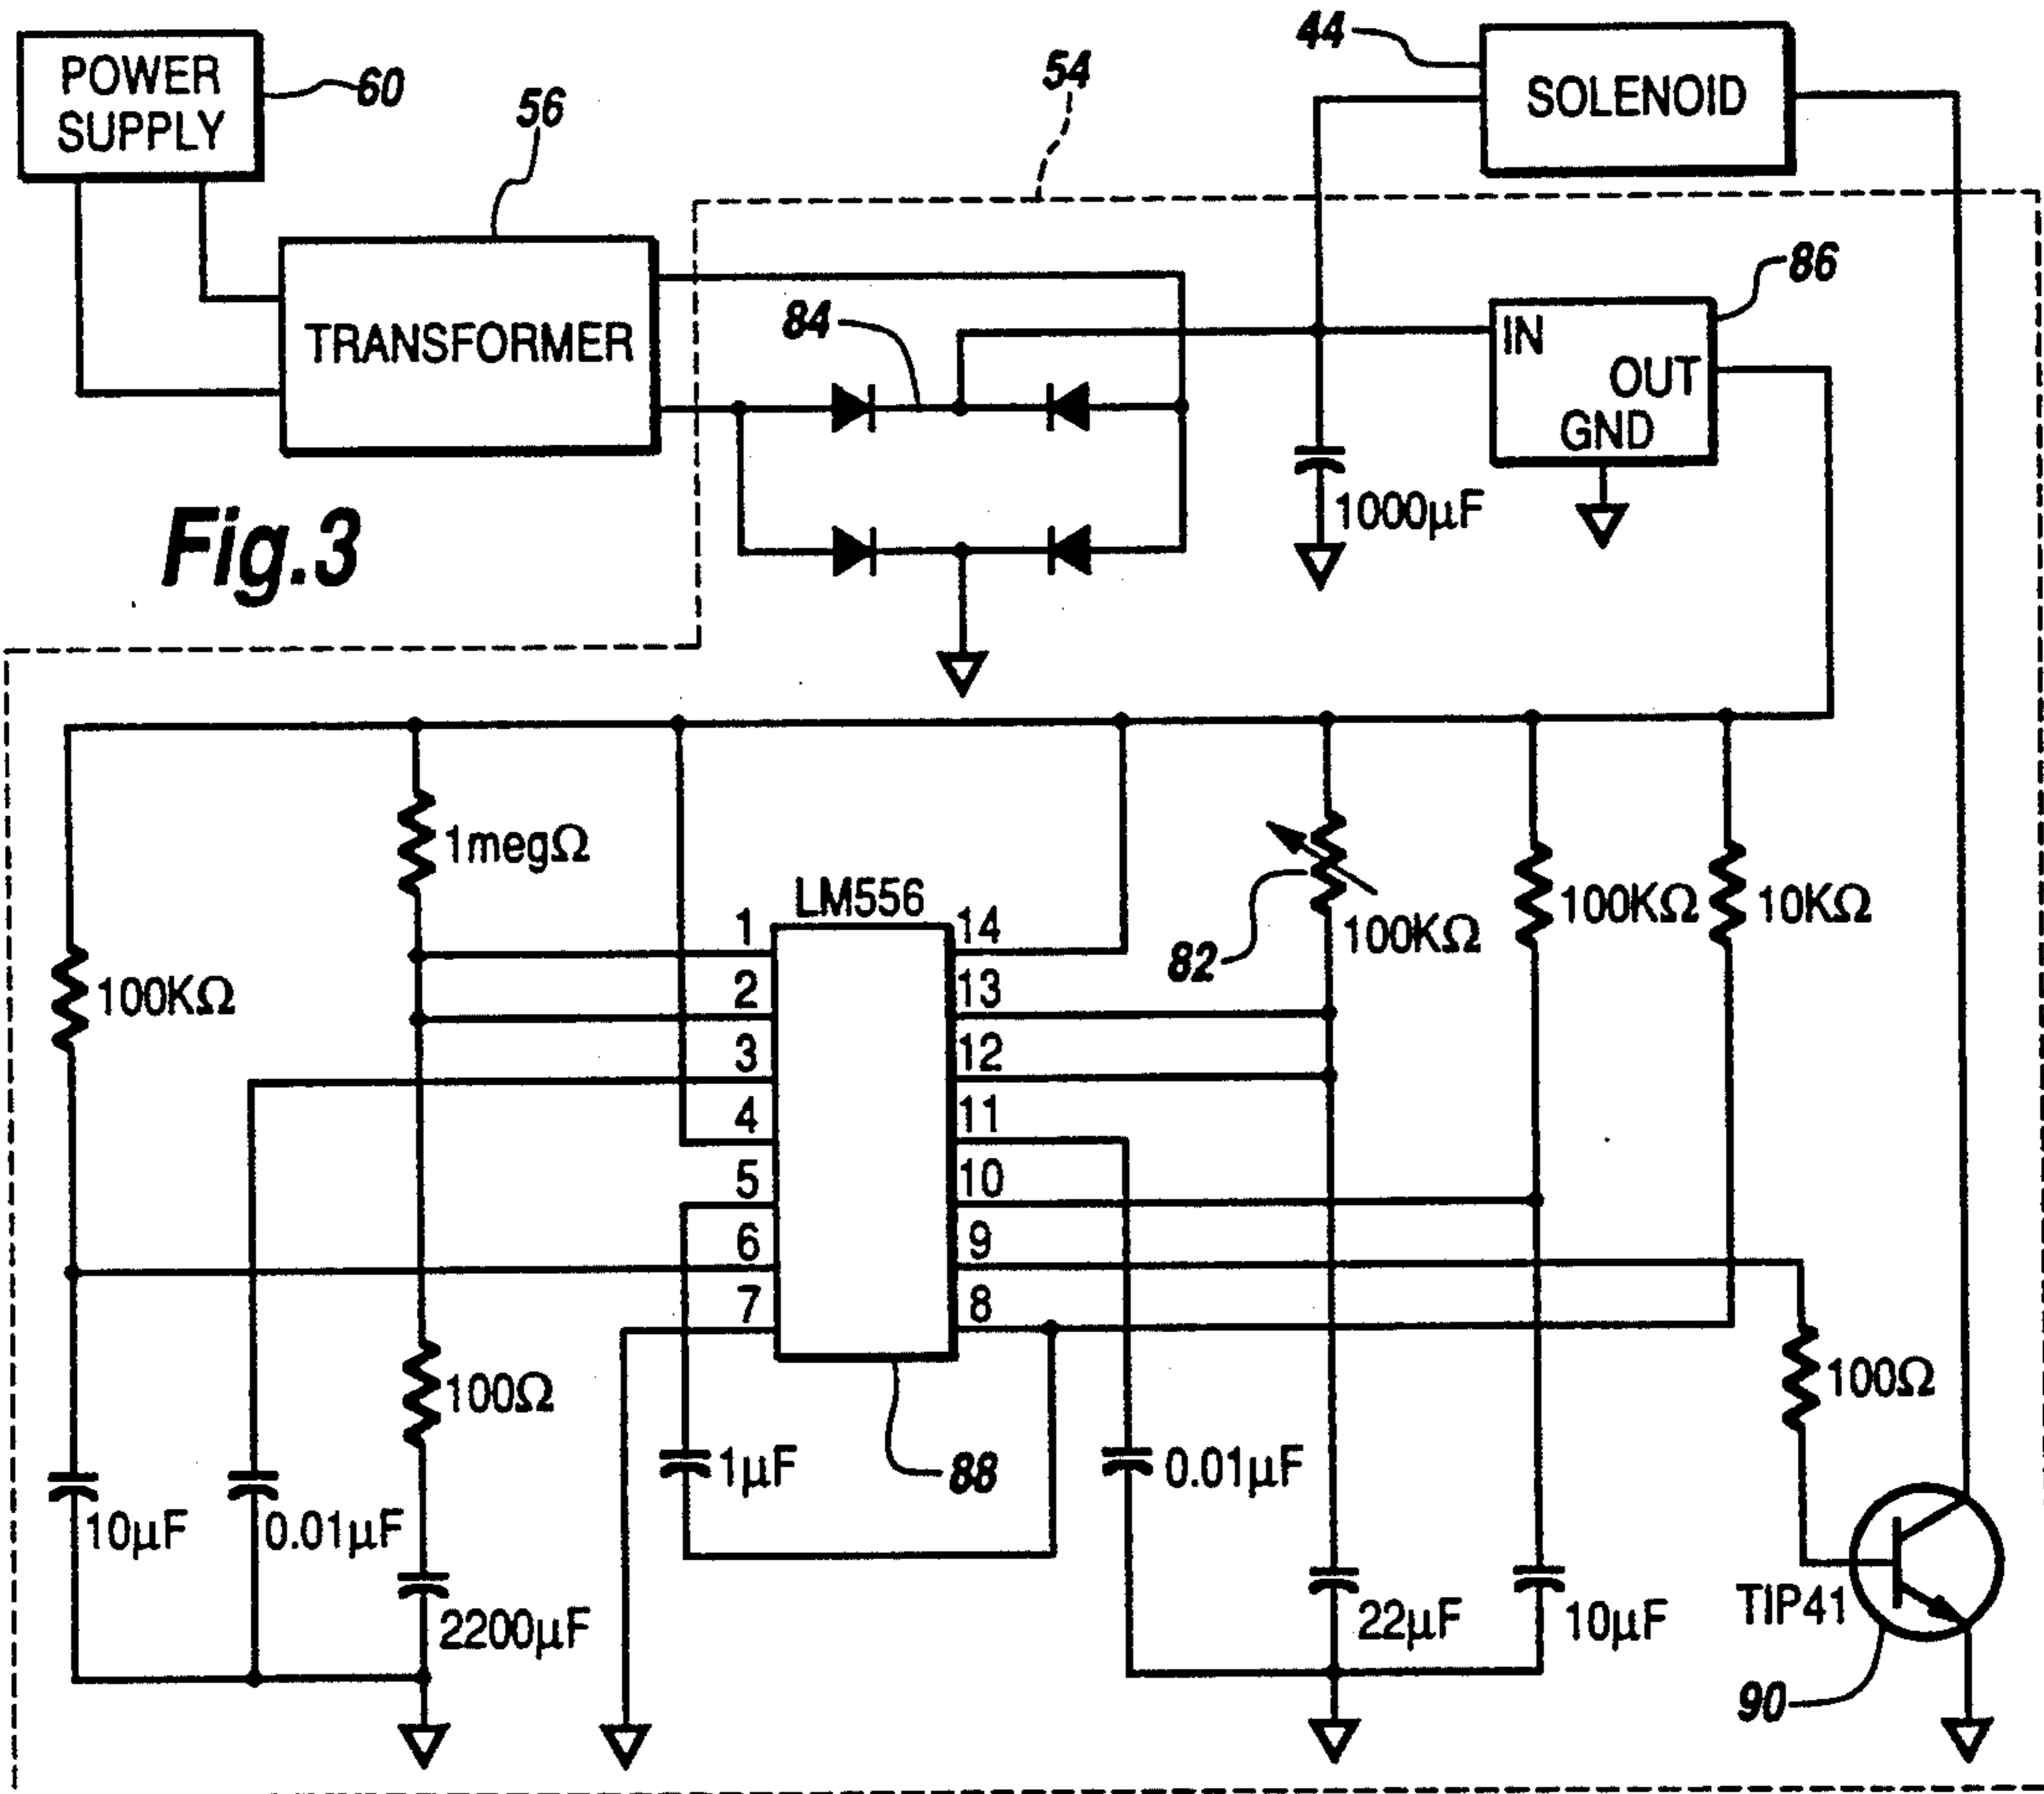 POWER
SUPPLY
60
56
54
44
SOLENOID
86
TRANSFORMER
84
IN
OUT
GND
1000µF
Fig.3
1megΩ
LM556
82
100KΩ
100KΩ
10KΩ
100KΩ
1
2
3
4
5
6
7
14
13
12
11
10
9
8
100Ω
100Ω
1µF
88
0.01µF
10µF
0.01µF
2200µF
22µF
10µF
TIP41
90